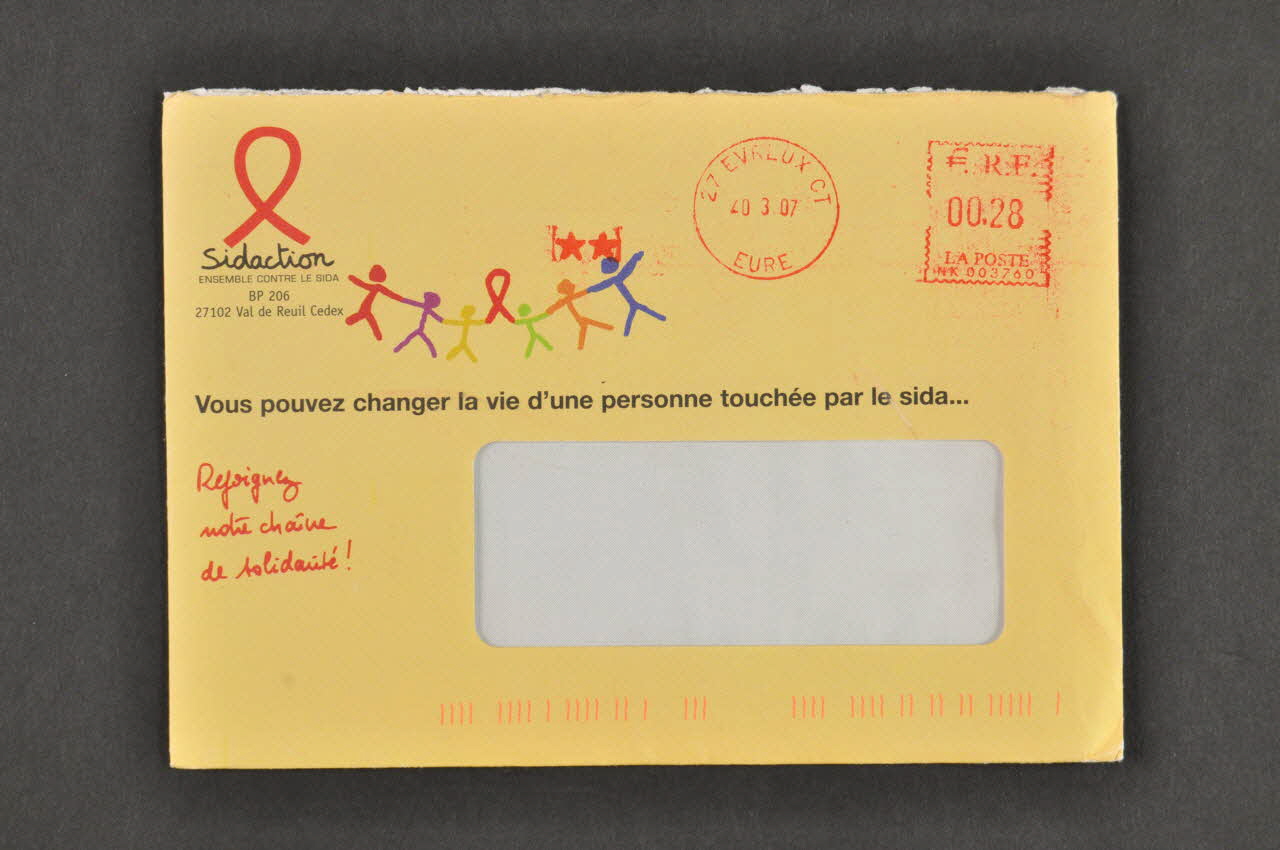 Sidaction
ENSEMBLE CONTRE LE SIDA
BP 206
27102 Val de Reuil Cedex
27 EVREUX CT
20 3.07
EURE
€. R.F.
00.28
LA POSTE
NK 003760
Vous pouvez changer la vie d'une personne touchée par le sida...
Rejoignez
notre chaîne
de solidarité !